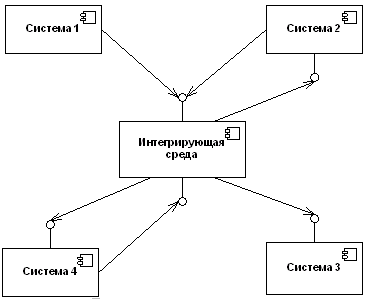 Система 1
Система 2
Интегрирующая
среда
Система 4
Система 3